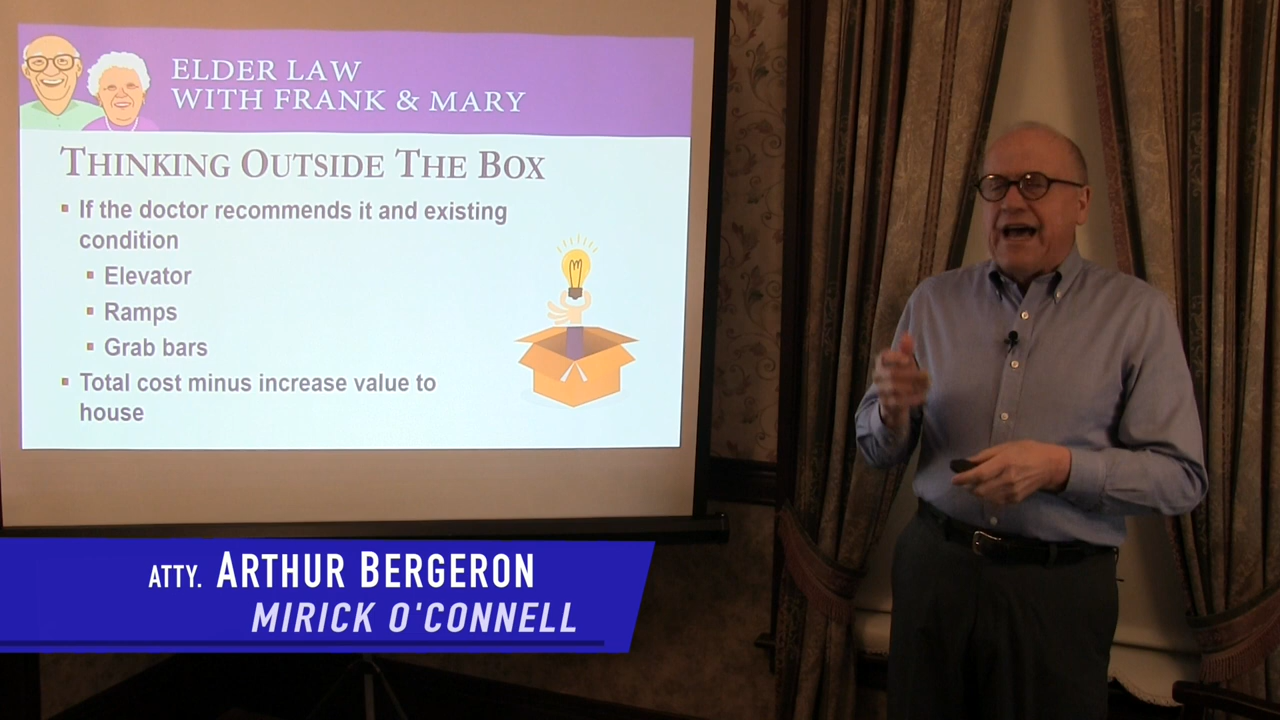 ELDER LAW
WITH FRANK & MARY
THINKING OUTSIDE THE BOX
If the doctor recommends it and existing
condition
Elevator
Ramps
Grab bars
Total cost minus increase value to
house
ATTY. ARTHUR BERGERON
MIRICK O'CONNELL